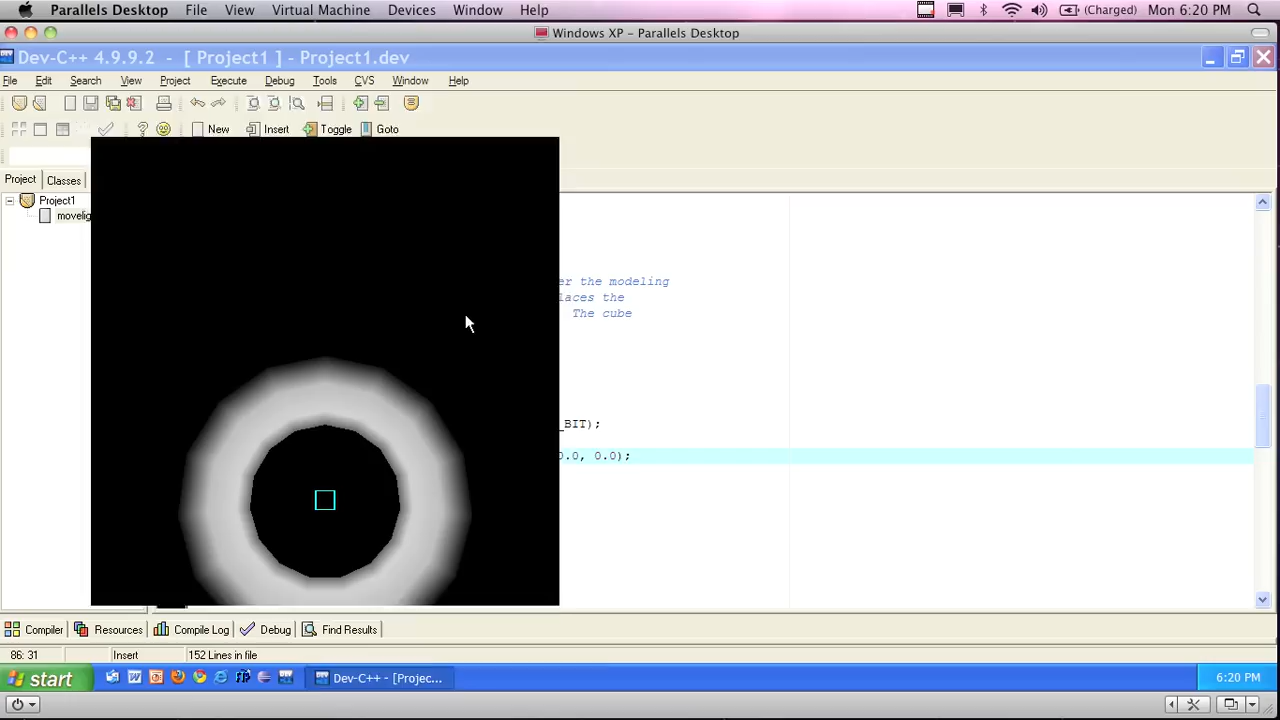 Parallels Desktop File View Virtual Machine Devices Window Help (Charged) Mon 6:20 PM
Windows XP - Parallels Desktop
Dev-C++ 4.9.9.2 - [ Project1 ] - Project1.dev
File Edit Search View Project Execute Debug Tools CVS Window Help
New Insert Toggle Goto
Project Classes
Project1
movelig
er the modeling
laces the
The cube
_BIT);
0.0, 0.0);
Compiler Resources Compile Log Debug Find Results
86: 31 Insert 152 Lines in file
start Dev-C++ - [Projec... 6:20 PM